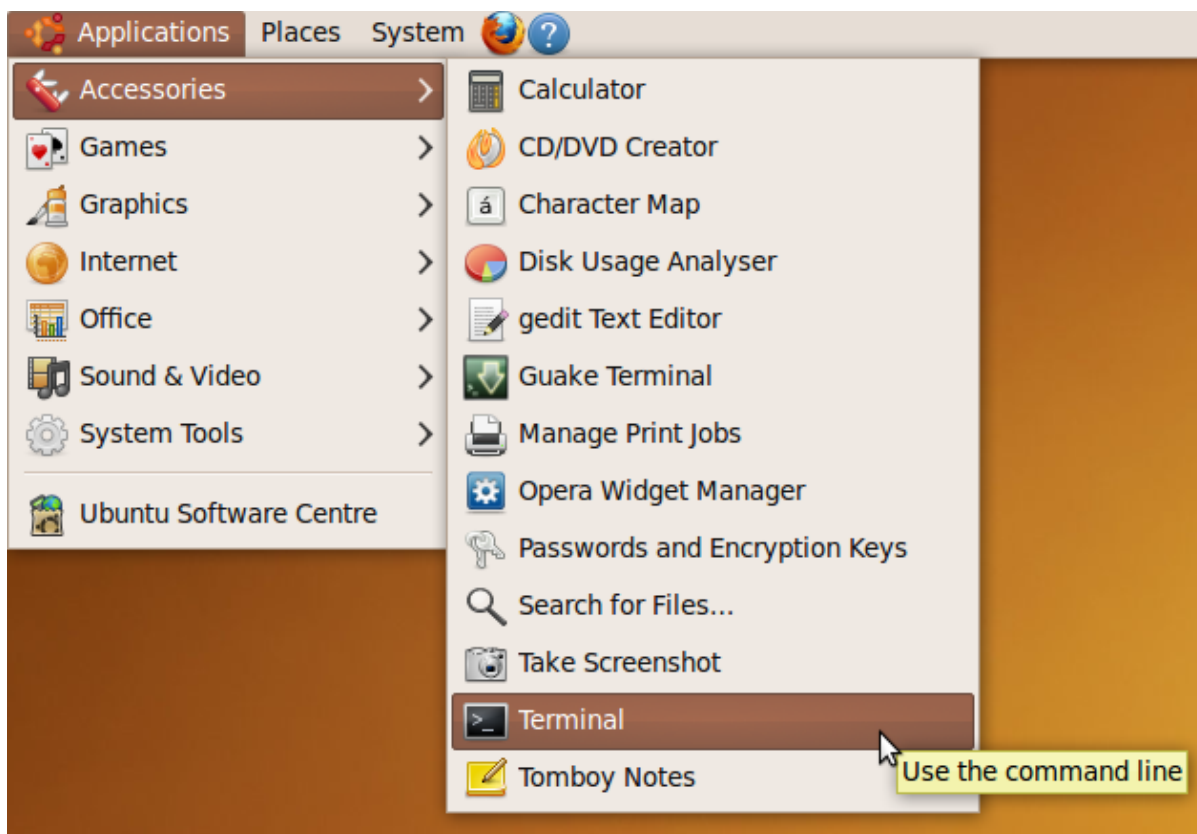 Applications Places System
Accessories
Games
Graphics
Internet
Office
Sound & Video
System Tools
Ubuntu Software Centre
Calculator
CD/DVD Creator
Character Map
Disk Usage Analyser
gedit Text Editor
Guake Terminal
Manage Print Jobs
Opera Widget Manager
Passwords and Encryption Keys
Search for Files...
Take Screenshot
Terminal
Tomboy Notes
Use the command line